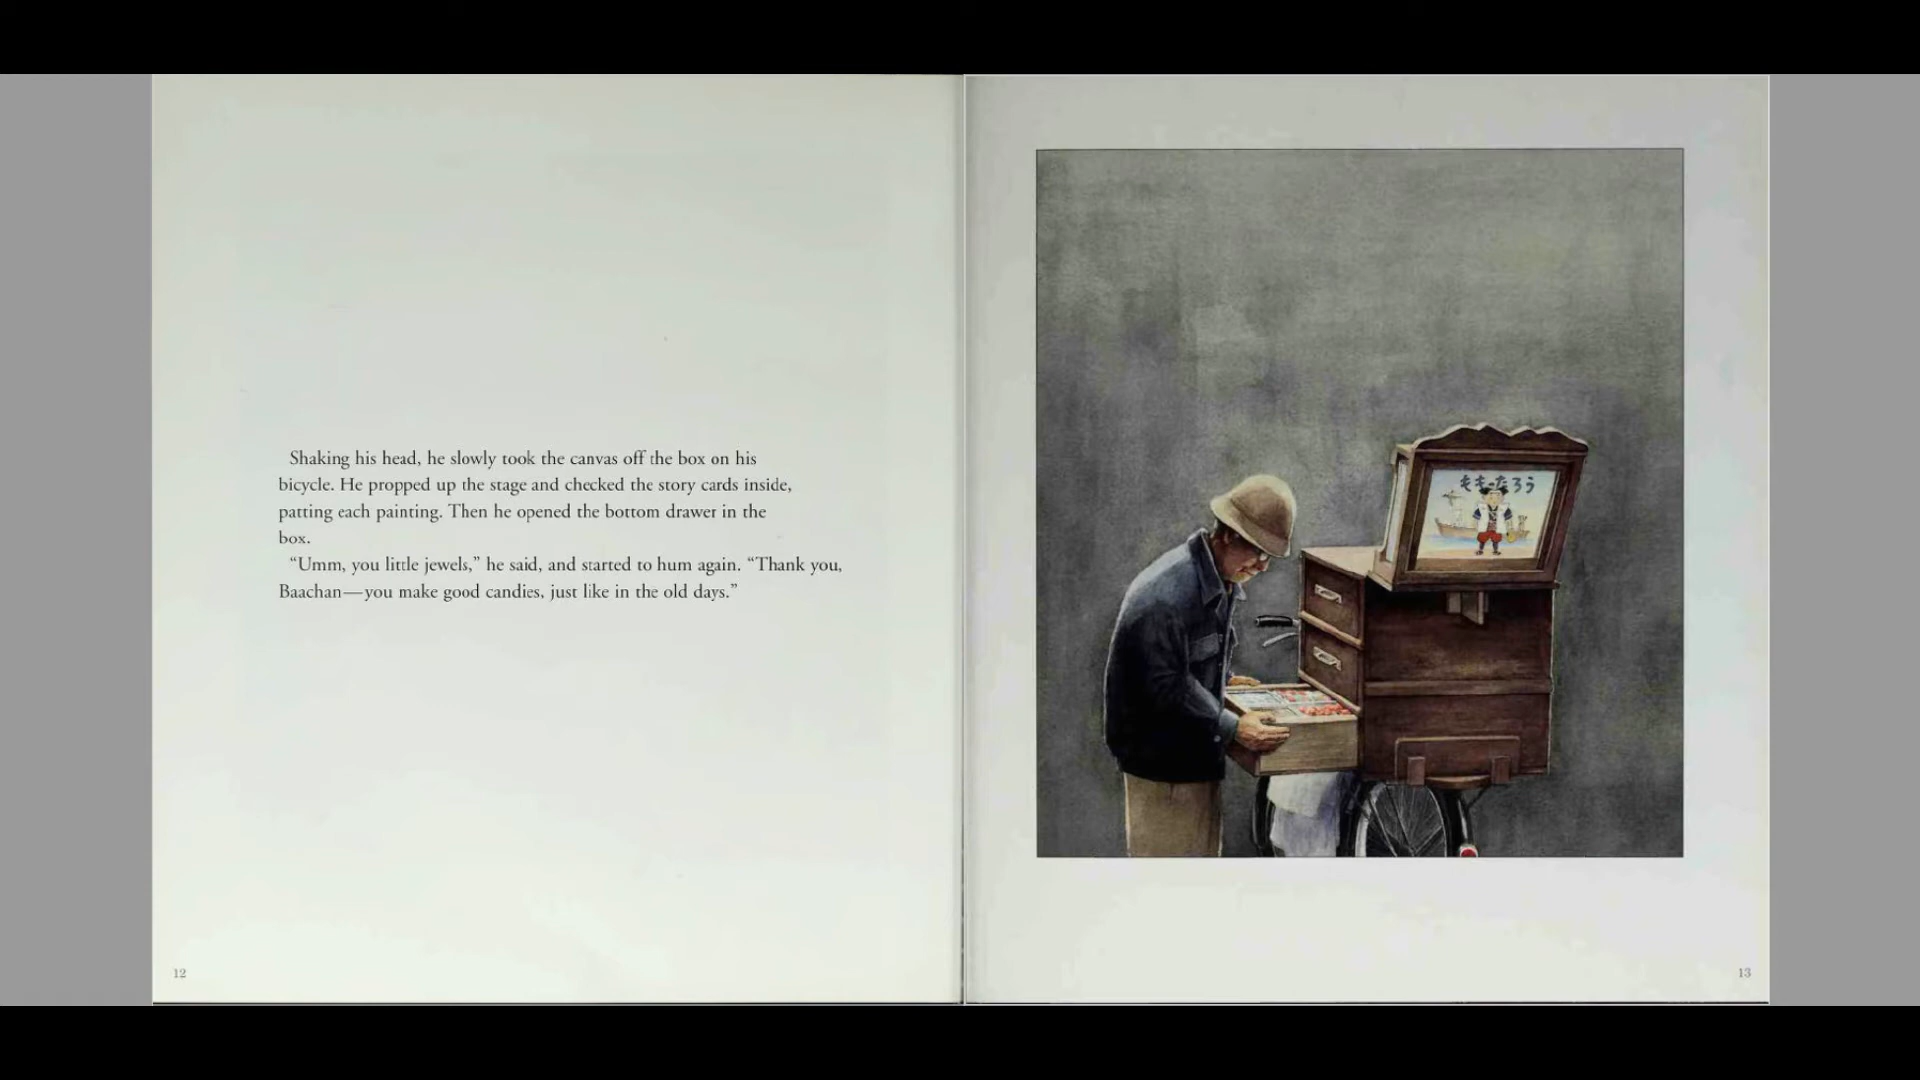 Shaking his head, he slowly took the canvas off the box on his
bicycle. He propped up the stage and checked the story cards inside,
patting each painting. Then he opened the bottom drawer in the
box.
“Umm, you little jewels,” he said, and started to hum again. “Thank you,
Baachan—you make good candies, just like in the old days.”
12
ももたろう
13